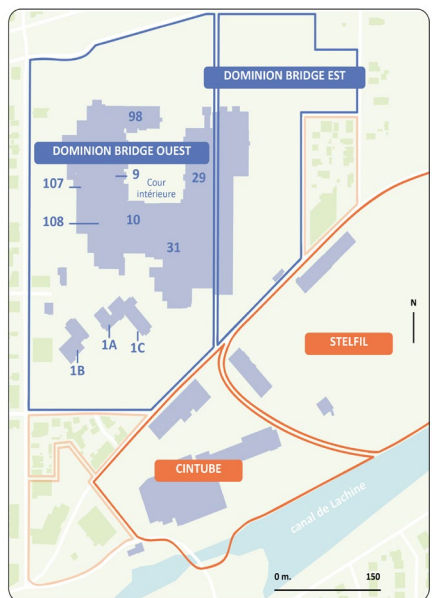 DOMINION BRIDGE EST
98
DOMINION BRIDGE OUEST
107
9
29
Cour
intérieure
108
10
31
N
1A
1C
STELFIL
1B
CINTUBE
canal de Lachine
0 m.
150